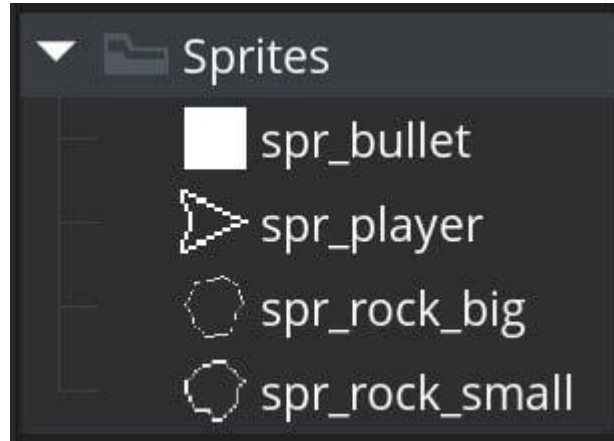 Sprites
spr_bullet
spr_player
spr_rock_big
spr_rock_small